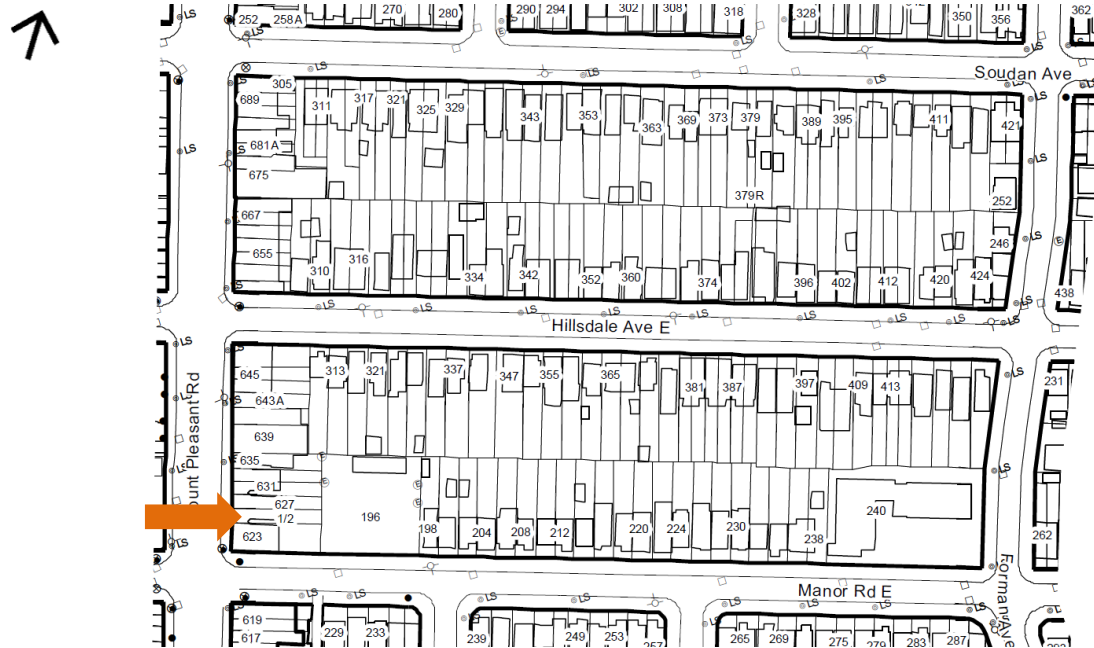 252 258A 270 280 290 294 302 308 318 328 350 356 362
LS LS LS
Soudan Ave
305
689 311 317 321 325 329 343 353 363 369 373 379 389 395 411 421
681A
675
379R 252
667
655 246
310 316 334 342 352 360 374 396 402 412 420 424 438
Hillsdale Ave E
645 313 321 337 347 355 365 381 387 397 409 413 231
643A
639
635
631
627
1/2
623
196 198 204 208 212 220 224 230 238 240 262
Manor Rd E
619 617 229 233 239 249 253 257 265 269 275 279 283 287
Forman Ave